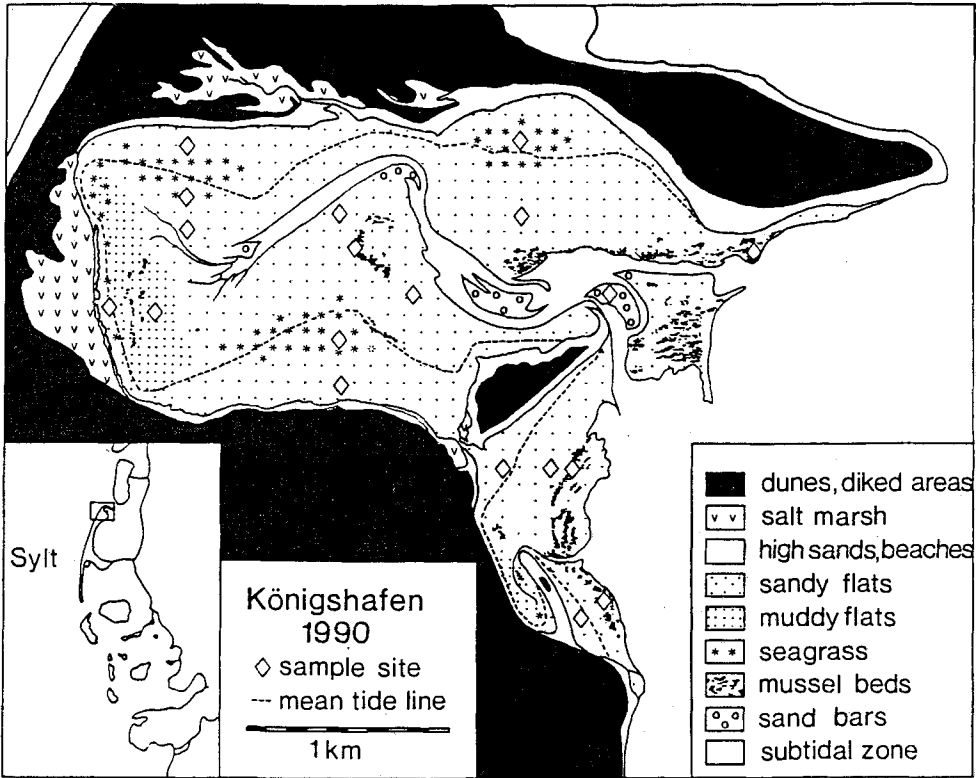 Sylt
Königshafen
1990
sample site
mean tide line
1km
dunes, diked areas
salt marsh
high sands, beaches
sandy flats
muddy flats
seagrass
mussel beds
sand bars
subtidal zone